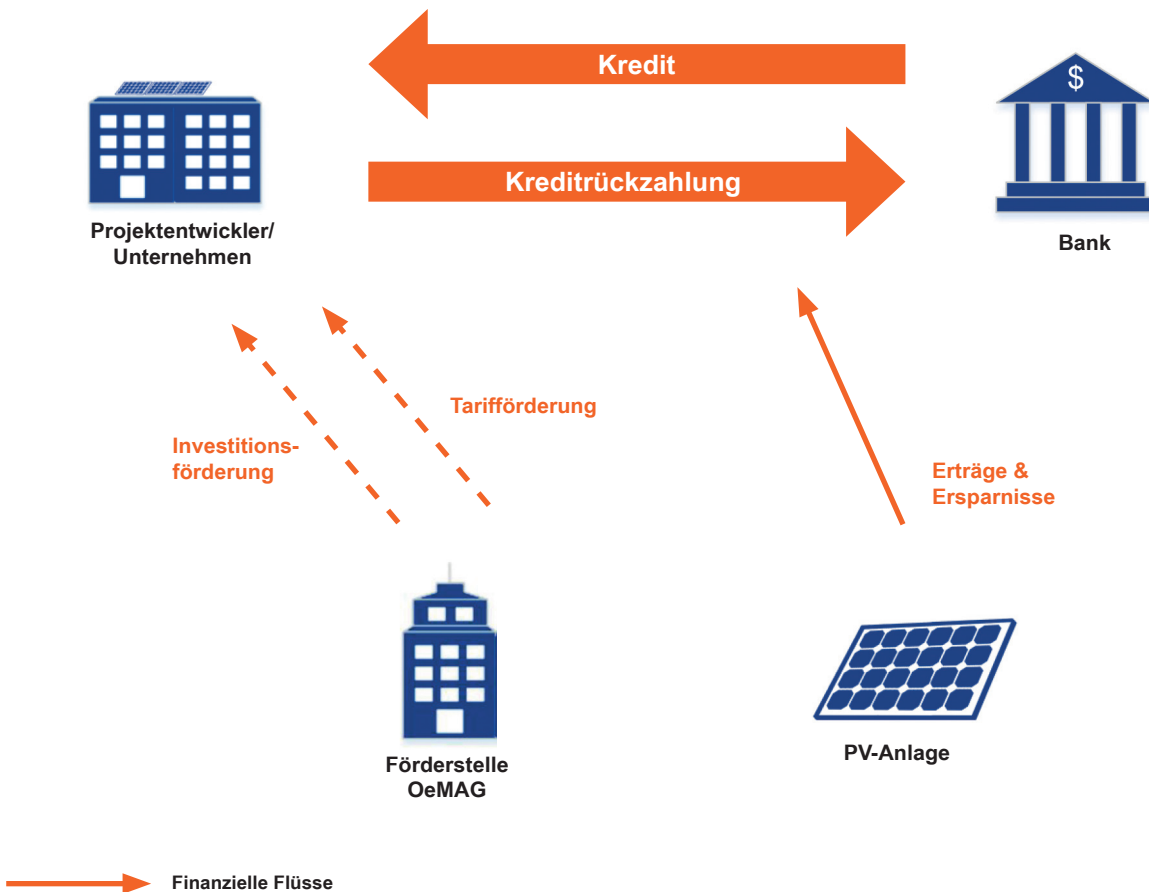 Kredit
$
Kreditrückzahlung
Projektentwickler/
Unternehmen
Bank
Tarifförderung
Investitions-
förderung
Erträge &
Ersparnisse
Förderstelle
OeMAG
PV-Anlage
Finanzielle Flüsse